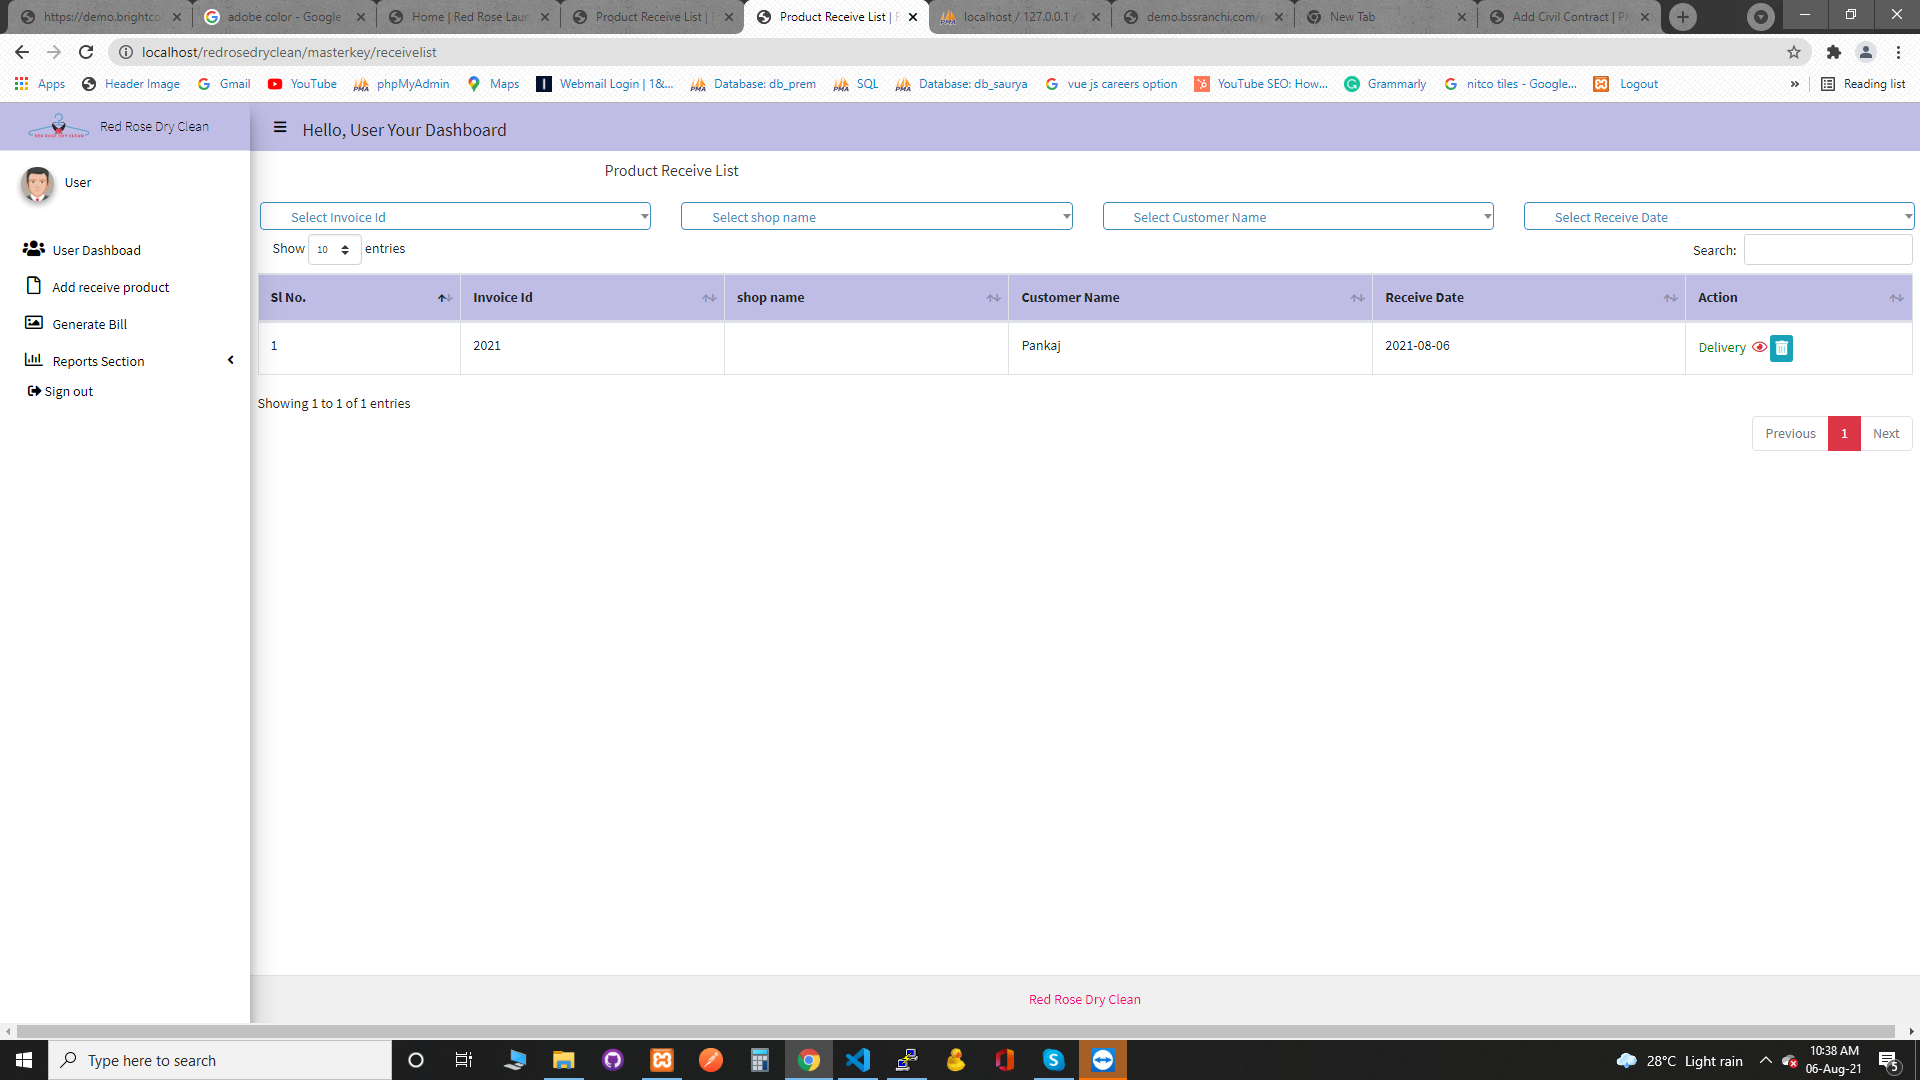 https://demo.brightco
adobe color - Google
Home | Red Rose Laun
Product Receive List |
Product Receive List |
localhost / 127.0.0.1 /
demo.bssranchi.com/
New Tab
Add Civil Contract |
localhost/redrosedryclean/masterkey/receivelist
Apps
Header Image
Gmail
YouTube
phpMyAdmin
Maps
Webmail Login | 1&...
Database: db_prem
SQL
Database: db_saurya
vue js careers option
YouTube SEO: How...
Grammarly
nitco tiles - Google...
Logout
»
Reading list
Red Rose Dry Clean
Hello, User Your Dashboard
User
User Dashboad
Add receive product
Generate Bill
Reports Section
Sign out
Product Receive List
Select Invoice Id
Select shop name
Select Customer Name
Select Receive Date
Show 10 entries
Search:
Sl No. Invoice Id shop name Customer Name Receive Date Action
1 2021 Pankaj 2021-08-06 Delivery
Showing 1 to 1 of 1 entries
Previous 1 Next
Red Rose Dry Clean
Type here to search
28°C Light rain
10:38 AM
06-Aug-21
5